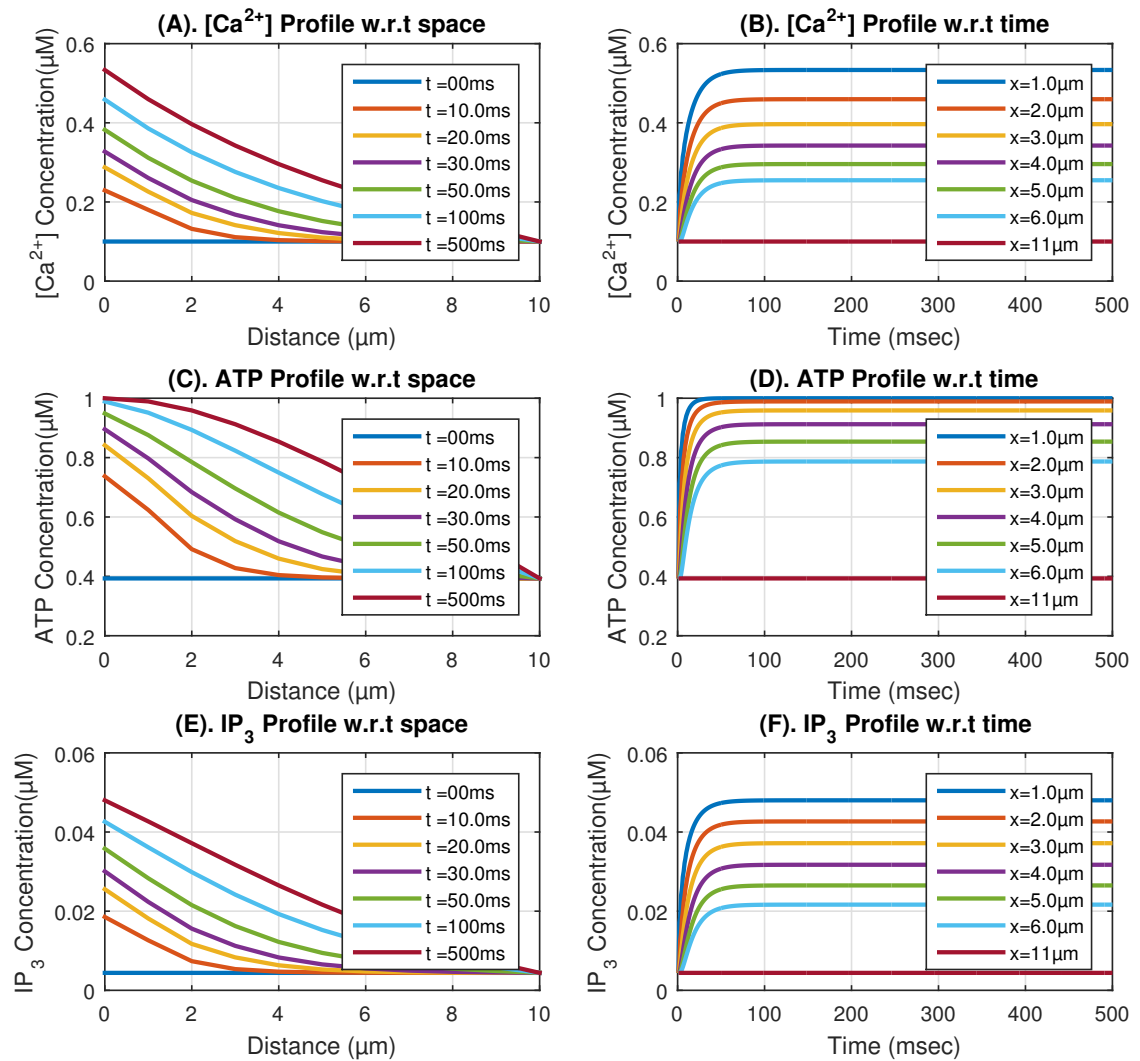 (A). [Ca²⁺] Profile w.r.t space
[Ca²⁺] Concentration(µM)
0.6
0.4
0.2
0
0 2 4 6 8 10
Distance (µm)
t =00ms
t =10.0ms
t =20.0ms
t =30.0ms
t =50.0ms
t =100ms
t =500ms
(B). [Ca²⁺] Profile w.r.t time
[Ca²⁺] Concentration(µM)
0.6
0.4
0.2
0
0 100 200 300 400 500
Time (msec)
x=1.0µm
x=2.0µm
x=3.0µm
x=4.0µm
x=5.0µm
x=6.0µm
x=11µm
(C). ATP Profile w.r.t space
ATP Concentration(µM)
1
0.8
0.6
0.4
0.2
0 2 4 6 8 10
Distance (µm)
t =00ms
t =10.0ms
t =20.0ms
t =30.0ms
t =50.0ms
t =100ms
t =500ms
(D). ATP Profile w.r.t time
ATP Concentration(µM)
1
0.8
0.6
0.4
0.2
0 100 200 300 400 500
Time (msec)
x=1.0µm
x=2.0µm
x=3.0µm
x=4.0µm
x=5.0µm
x=6.0µm
x=11µm
(E). IP₃ Profile w.r.t space
IP₃ Concentration(µM)
0.06
0.04
0.02
0
0 2 4 6 8 10
Distance (µm)
t =00ms
t =10.0ms
t =20.0ms
t =30.0ms
t =50.0ms
t =100ms
t =500ms
(F). IP₃ Profile w.r.t time
IP₃ Concentration(µM)
0.06
0.04
0.02
0
0 100 200 300 400 500
Time (msec)
x=1.0µm
x=2.0µm
x=3.0µm
x=4.0µm
x=5.0µm
x=6.0µm
x=11µm